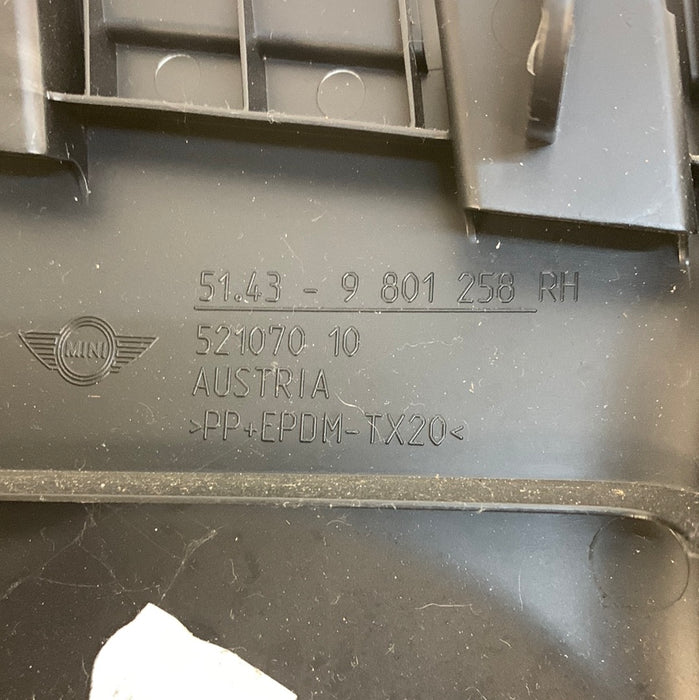 51.43 - 9 801 258 RH
MINI
521070 10
AUSTRIA
>PP+EPDM-TX20<